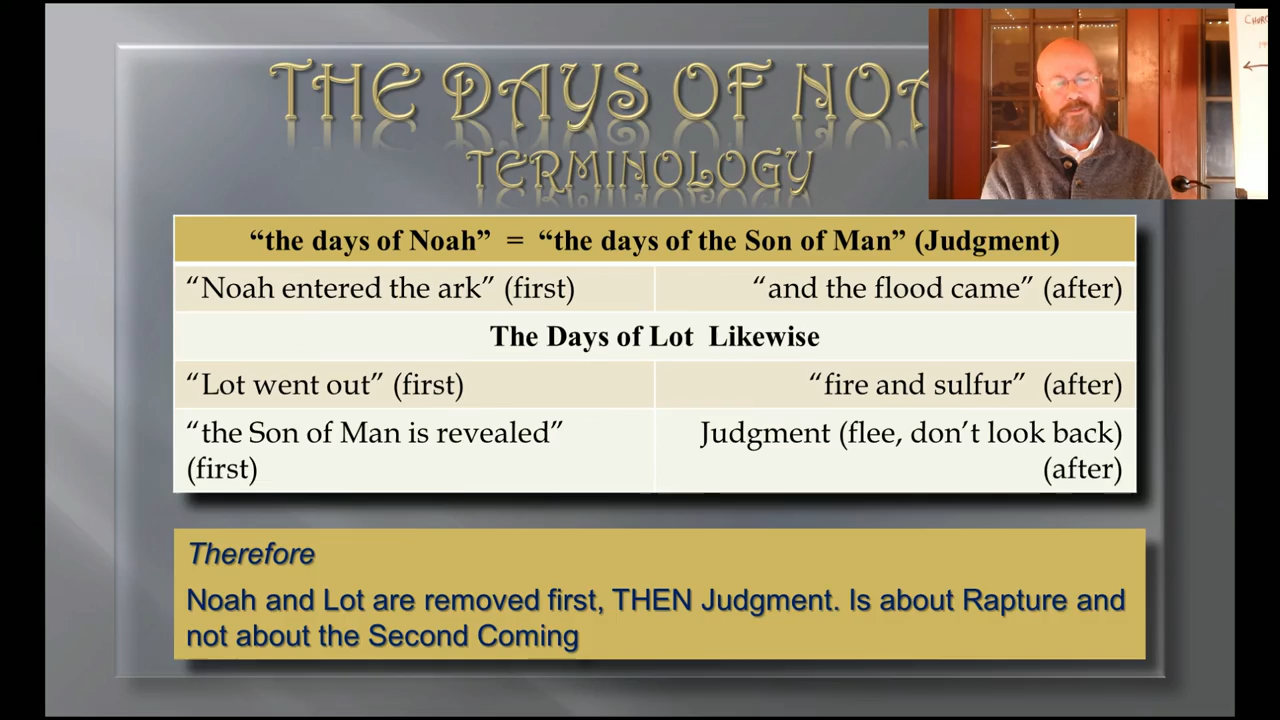 THE DAYS OF NOA
TERMINOLOGY
“the days of Noah” = “the days of the Son of Man” (Judgment)
“Noah entered the ark” (first)
“and the flood came” (after)
The Days of Lot Likewise
“Lot went out” (first)
“fire and sulfur” (after)
“the Son of Man is revealed”
(first)
Judgment (flee, don’t look back)
(after)
Therefore
Noah and Lot are removed first, THEN Judgment. Is about Rapture and
not about the Second Coming